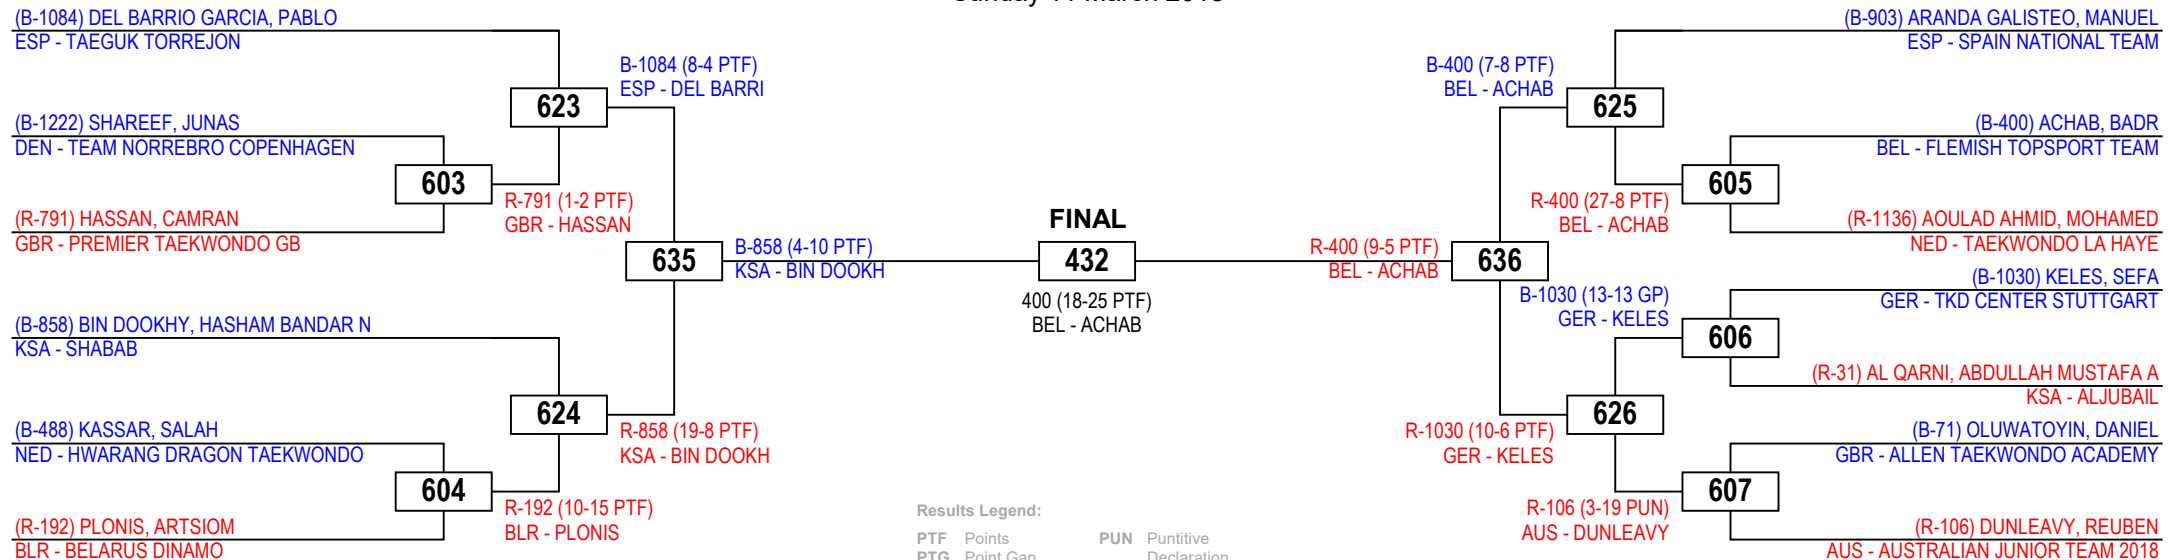 (B-1084) DEL BARRIO GARCIA, PABLO
ESP - TAEGUK TORREJON
B-1084 (8-4 PTF)
ESP - DEL BARRI
623
(B-1222) SHAREEF, JUNAS
DEN - TEAM NORREBRO COPENHAGEN
603
R-791 (1-2 PTF)
GBR - HASSAN
(R-791) HASSAN, CAMRAN
GBR - PREMIER TAEKWONDO GB
635
B-858 (4-10 PTF)
KSA - BIN DOOKH
(B-858) BIN DOOKHY, HASHAM BANDAR N
KSA - SHABAB
624
R-858 (19-8 PTF)
KSA - BIN DOOKH
(B-488) KASSAR, SALAH
NED - HWARANG DRAGON TAEKWONDO
604
R-192 (10-15 PTF)
BLR - PLONIS
(R-192) PLONIS, ARTSIOM
BLR - BELARUS DINAMO
FINAL
432
400 (18-25 PTF)
BEL - ACHAB
(B-903) ARANDA GALISTEO, MANUEL
ESP - SPAIN NATIONAL TEAM
B-400 (7-8 PTF)
BEL - ACHAB
625
(B-400) ACHAB, BADR
BEL - FLEMISH TOPSPORT TEAM
605
R-400 (27-8 PTF)
BEL - ACHAB
(R-1136) AOULAD AHMID, MOHAMED
NED - TAEKWONDO LA HAYE
R-400 (9-5 PTF)
BEL - ACHAB
636
(B-1030) KELES, SEFA
GER - TKD CENTER STUTTGART
B-1030 (13-13 GP)
GER - KELES
606
(R-31) AL QARNI, ABDULLAH MUSTAFA A
KSA - ALJUBAIL
626
R-1030 (10-6 PTF)
GER - KELES
(B-71) OLUWATOYIN, DANIEL
GBR - ALLEN TAEKWONDO ACADEMY
607
R-106 (3-19 PUN)
AUS - DUNLEAVY
(R-106) DUNLEAVY, REUBEN
AUS - AUSTRALIAN JUNIOR TEAM 2018
Results Legend:
PTF Points PUN Puntitive
PTG Point Gap Declaration